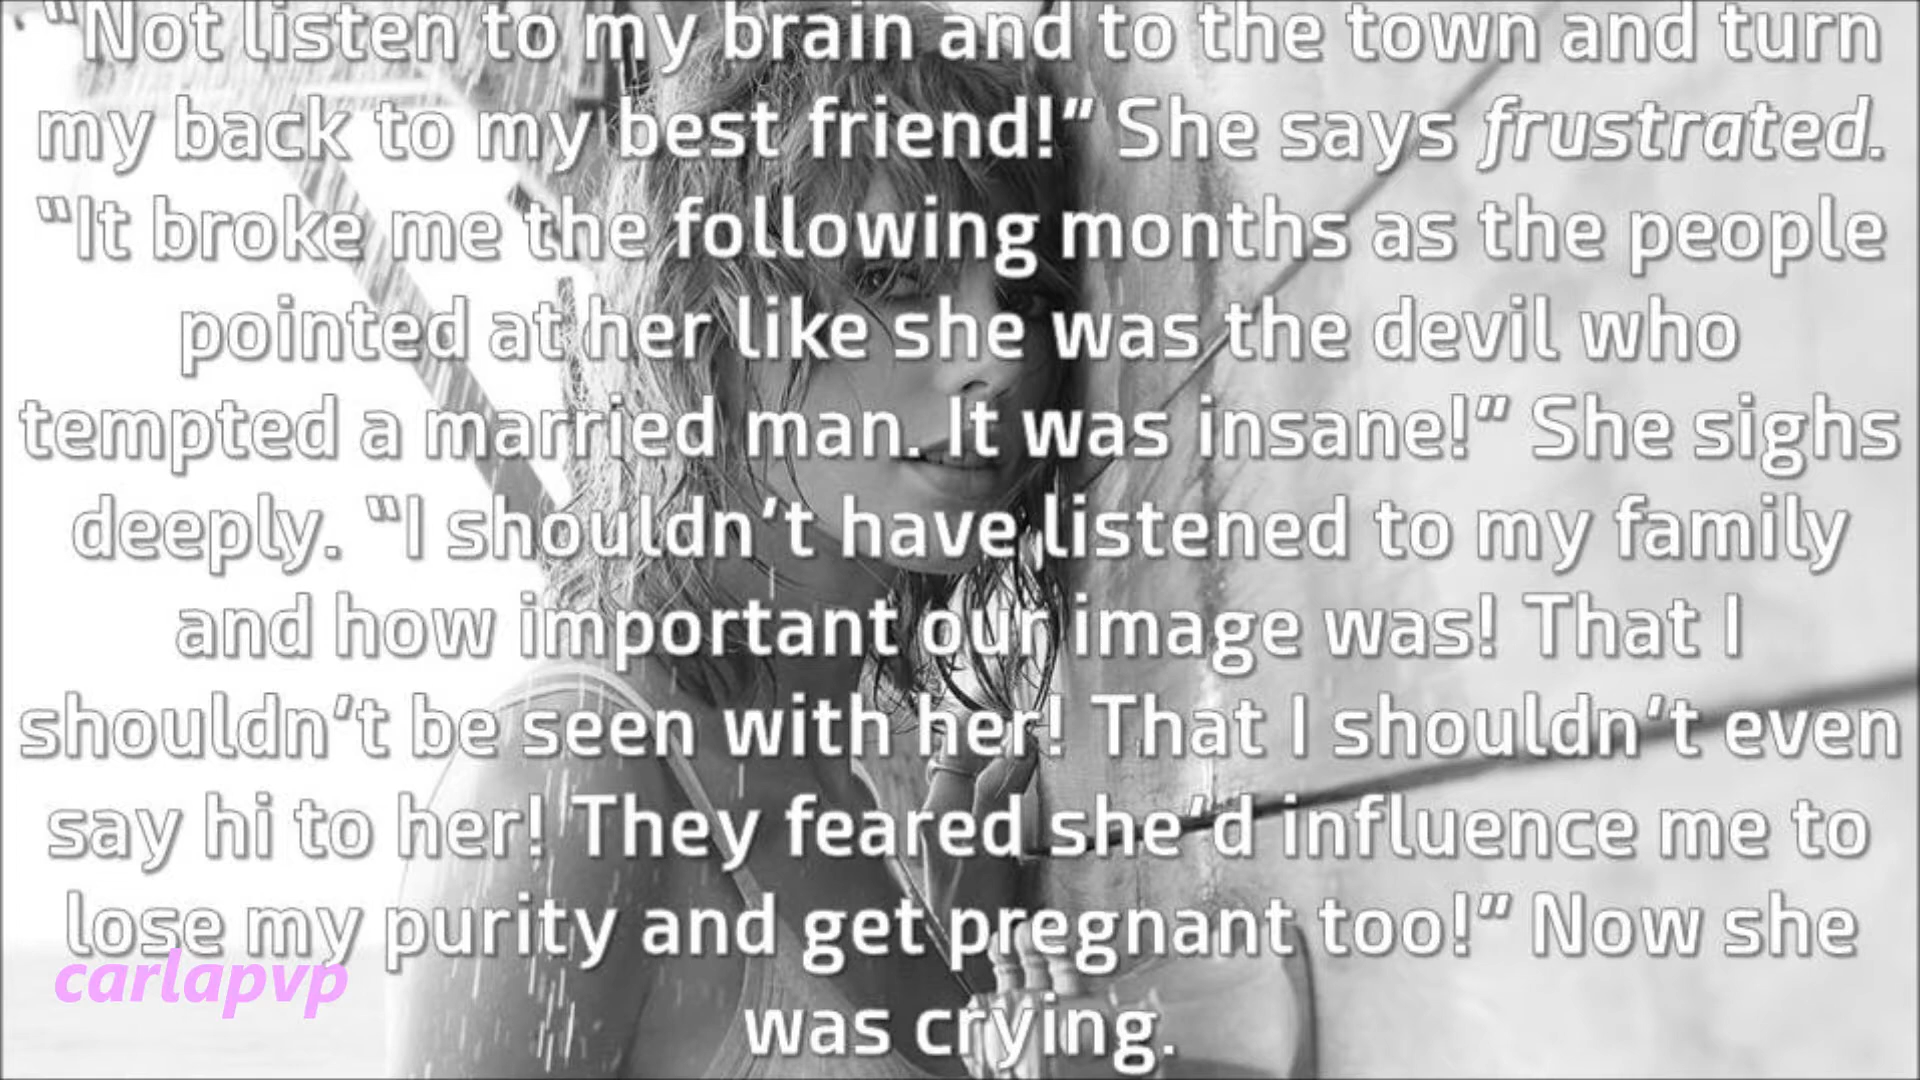 “Not listen to my brain and to the town and turn
my back to my best friend!” She says frustrated.
“It broke me the following months as the people
pointed at her like she was the devil who
tempted a married man. It was insane!” She sighs
deeply. “I shouldn’t have listened to my family
and how important our image was! That I
shouldn’t be seen with her! That I shouldn’t even
say hi to her! They feared she’d influence me to
lose my purity and get pregnant too!” Now she
was crying.
carlapvp